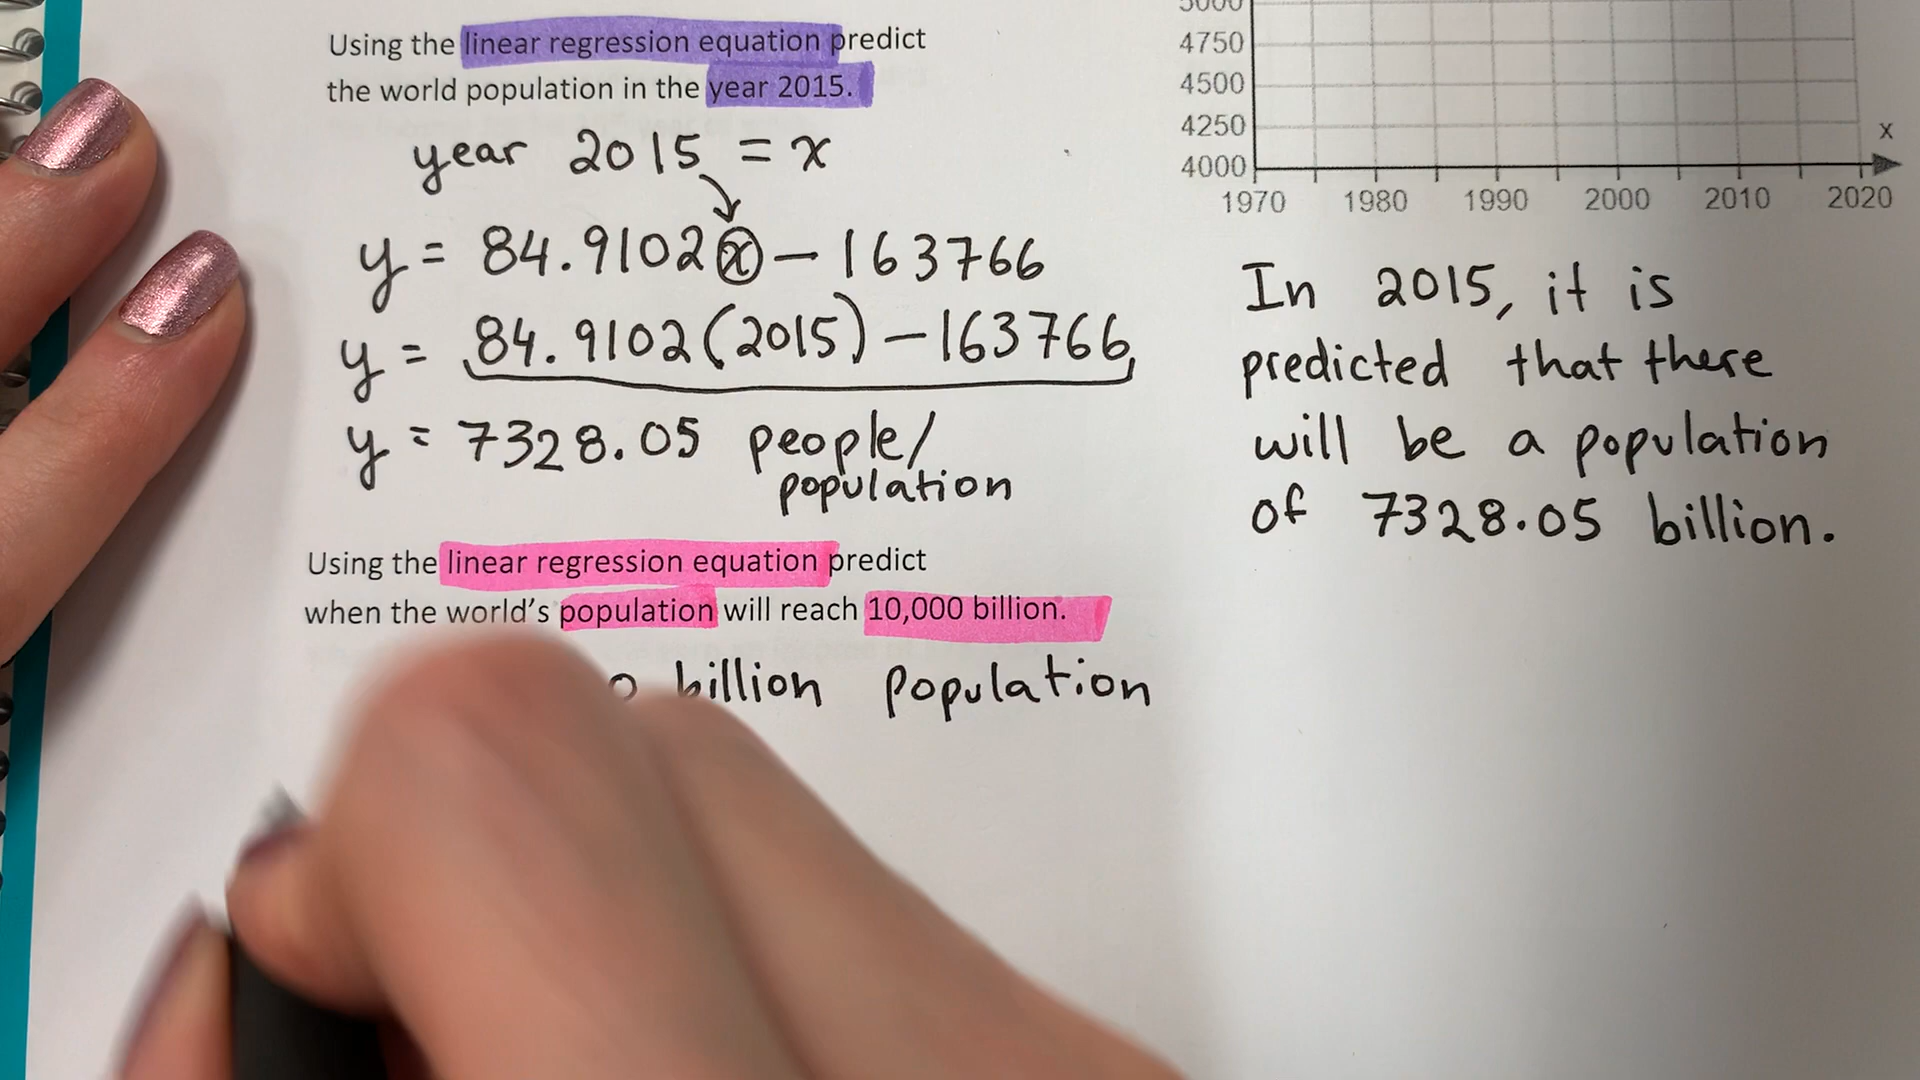 Using the linear regression equation predict
the world population in the year 2015.
year 2015 = x
y = 84.9102x - 163766
y = 84.9102(2015) - 163766
y = 7328.05 people/
population
Using the linear regression equation predict
when the world's population will reach 10,000 billion.
billion population
5000
4750
4500
4250
4000
x
1970 1980 1990 2000 2010 2020
In 2015, it is
predicted that there
will be a population
of 7328.05 billion.